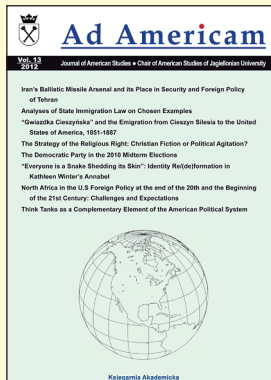 Ad Americam
Vol. 13
2012
Journal of American Studies ● Chair of American Studies of Jagiellonian University
Iran's Ballistic Missile Arsenal and its Place in Security and Foreign Policy
of Tehran
Analyses of State Immigration Law on Chosen Examples
"Gwiazdka Cieszyńska" and the Emigration from Cieszyn Silesia to the United
States of America, 1851-1887
The Strategy of the Religious Right: Christian Fiction or Political Agitation?
The Democratic Party in the 2010 Midterm Elections
"Everyone is a Snake Shedding its Skin": Identity Re/(de)formation in
Kathleen Winter's Annabel
North Africa in the U.S Foreign Policy at the end of the 20th and the Beginning
of the 21st Century: Challenges and Expectations
Think Tanks as a Complementary Element of the American Political System
Księgarnia Akademicka